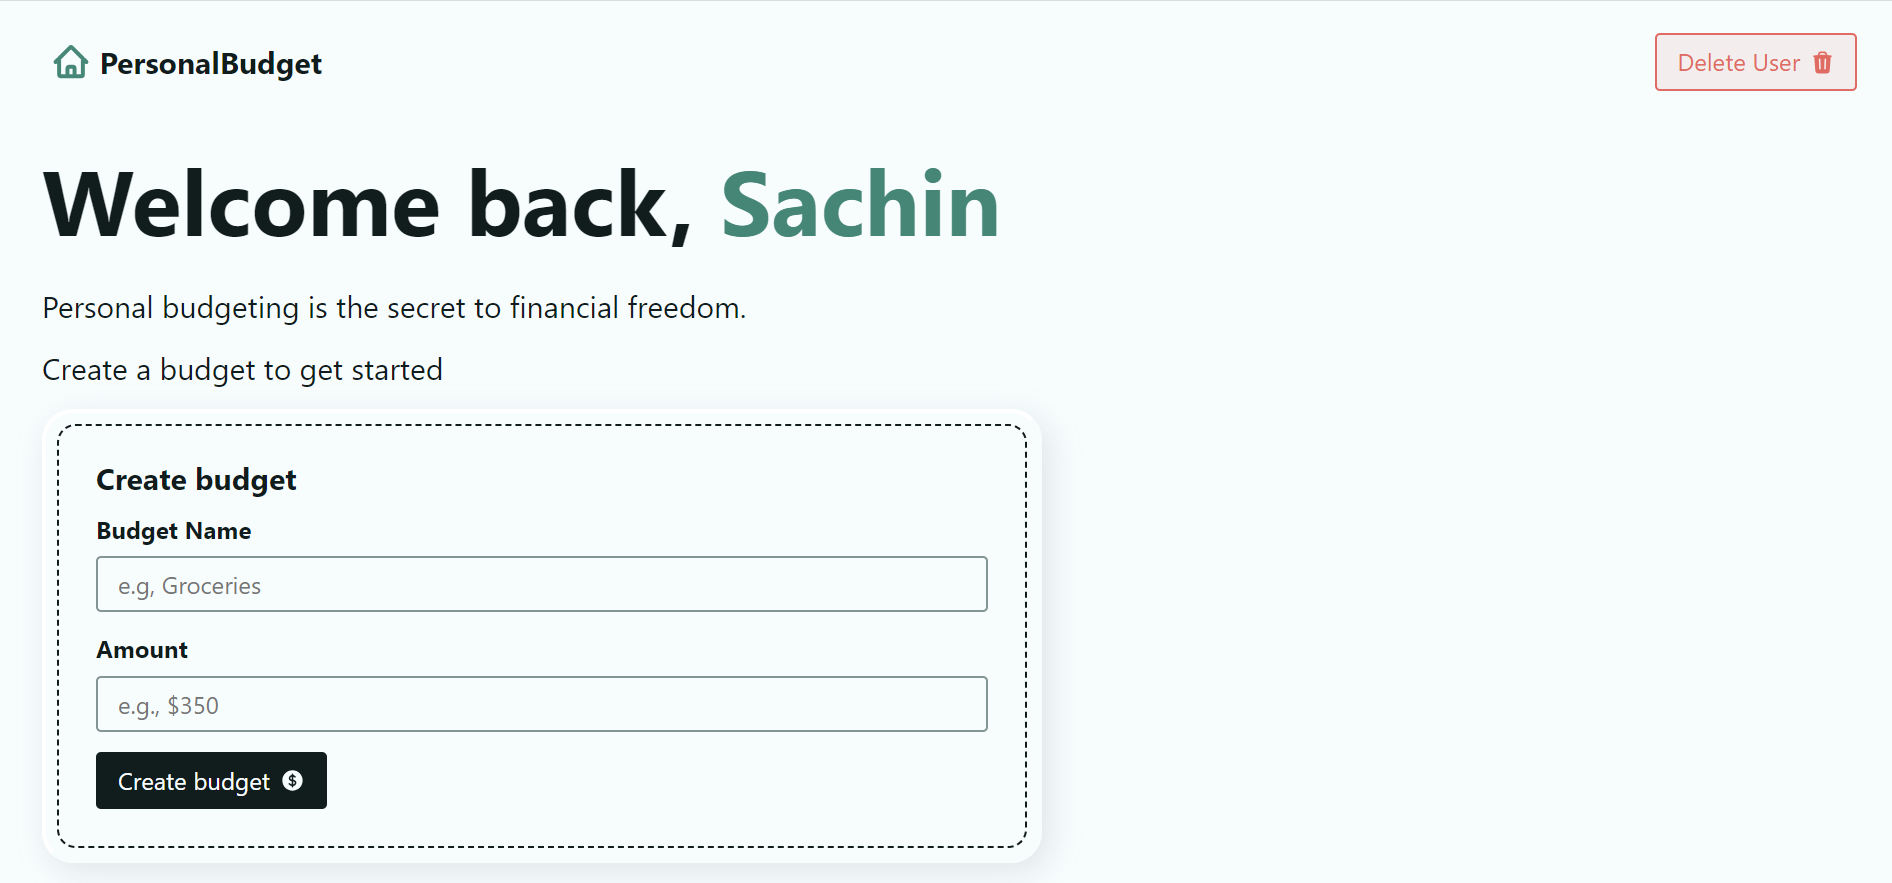 PersonalBudget
Delete User
Welcome back, Sachin
Personal budgeting is the secret to financial freedom.
Create a budget to get started
Create budget
Budget Name
e.g, Groceries
Amount
e.g., $350
Create budget $